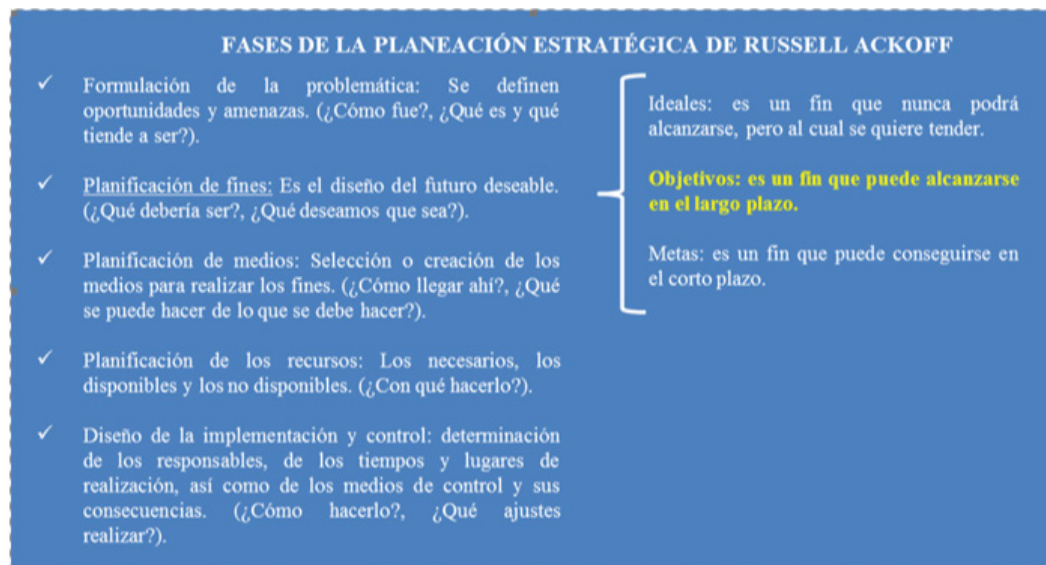 FASES DE LA PLANEACIÓN ESTRATÉGICA DE RUSSELL ACKOFF
✓ Formulación de la problemática: Se definen
oportunidades y amenazas. (¿Cómo fue?, ¿Qué es y qué
tiende a ser?).
✓ Planificación de fines: Es el diseño del futuro deseable.
(¿Qué debería ser?, ¿Qué deseamos que sea?).
✓ Planificación de medios: Selección o creación de los
medios para realizar los fines. (¿Cómo llegar ahí?, ¿Qué
se puede hacer de lo que se debe hacer?).
✓ Planificación de los recursos: Los necesarios, los
disponibles y los no disponibles. (¿Con qué hacerlo?).
✓ Diseño de la implementación y control: determinación
de los responsables, de los tiempos y lugares de
realización, así como de los medios de control y sus
consecuencias. (¿Cómo hacerlo?, ¿Qué ajustes
realizar?).
Ideales: es un fin que nunca podrá
alcanzarse, pero al cual se quiere tender.
Objetivos: es un fin que puede alcanzarse
en el largo plazo.
Metas: es un fin que puede conseguirse en
el corto plazo.